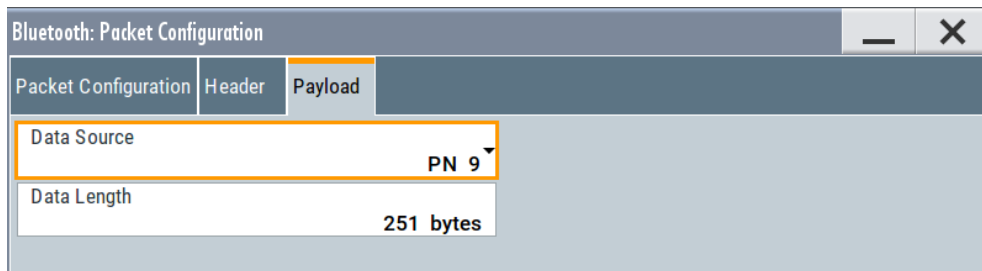 Bluetooth: Packet Configuration
Packet Configuration Header Payload
Data Source
PN 9
Data Length
251 bytes